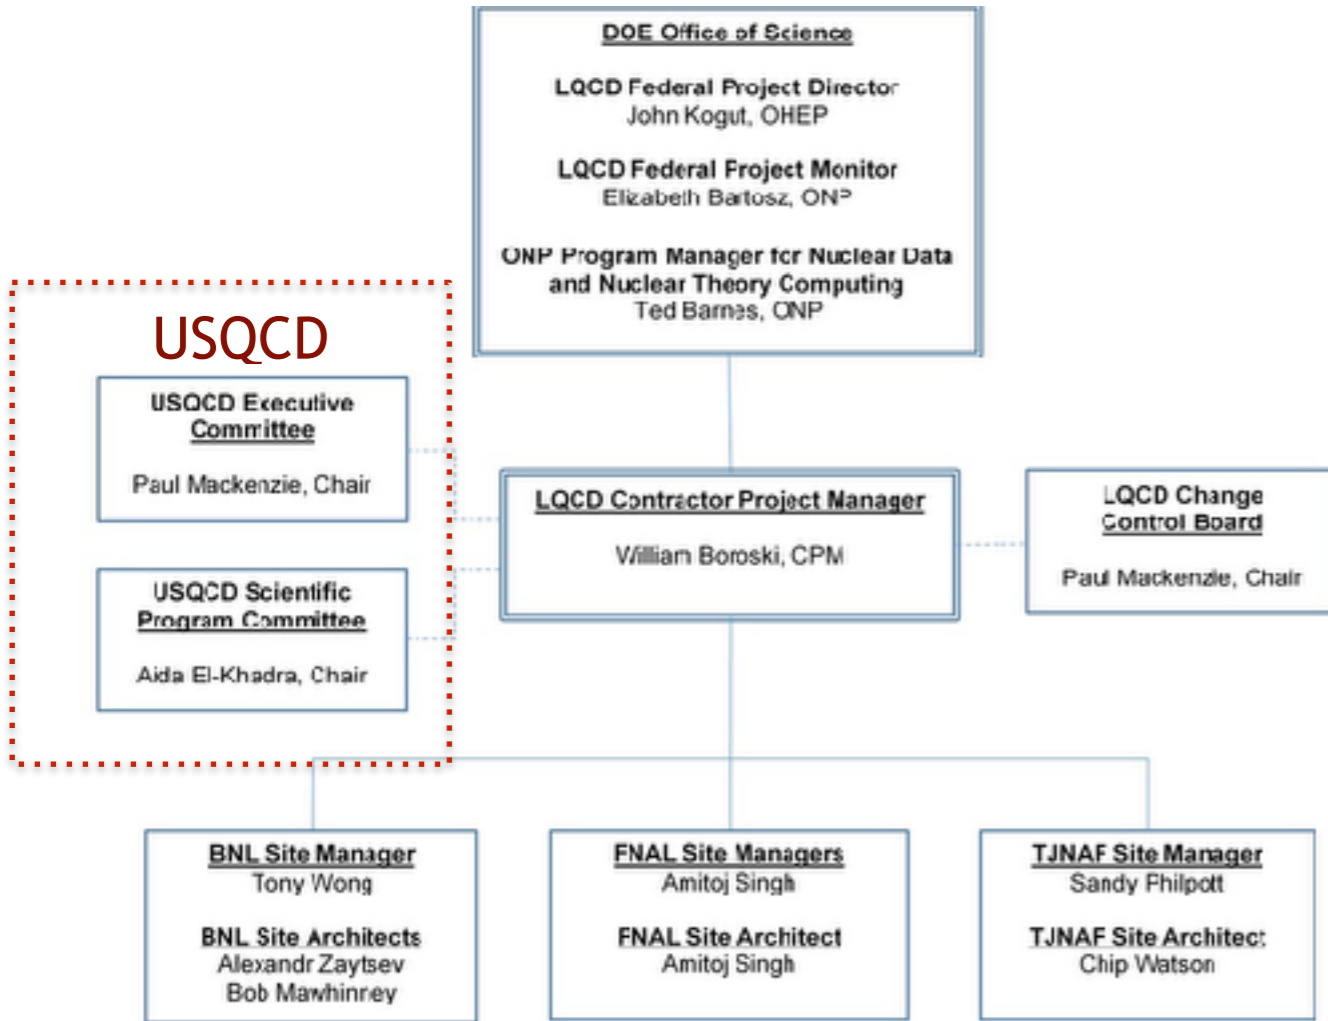 DOE Office of Science
LQCD Federal Project Director
John Kogut, OHEP
LQCD Federal Project Monitor
Elizabeth Bartosz, ONP
ONP Program Manager for Nuclear Data
and Nuclear Theory Computing
Ted Barnes, ONP
USQCD
USQCD Executive
Committee
Paul Mackenzie, Chair
USQCD Scientific
Program Committee
Aida El-Khadra, Chair
LQCD Contractor Project Manager
William Boroski, CPM
LQCD Change
Control Board
Paul Mackenzie, Chair
BNL Site Manager
Tony Wong
BNL Site Architects
Alexandr Zaytsev
Bob Mawhinney
FNAL Site Managers
Amitoj Singh
FNAL Site Architect
Amitoj Singh
TJNAF Site Manager
Sandy Philpott
TJNAF Site Architect
Chip Watson